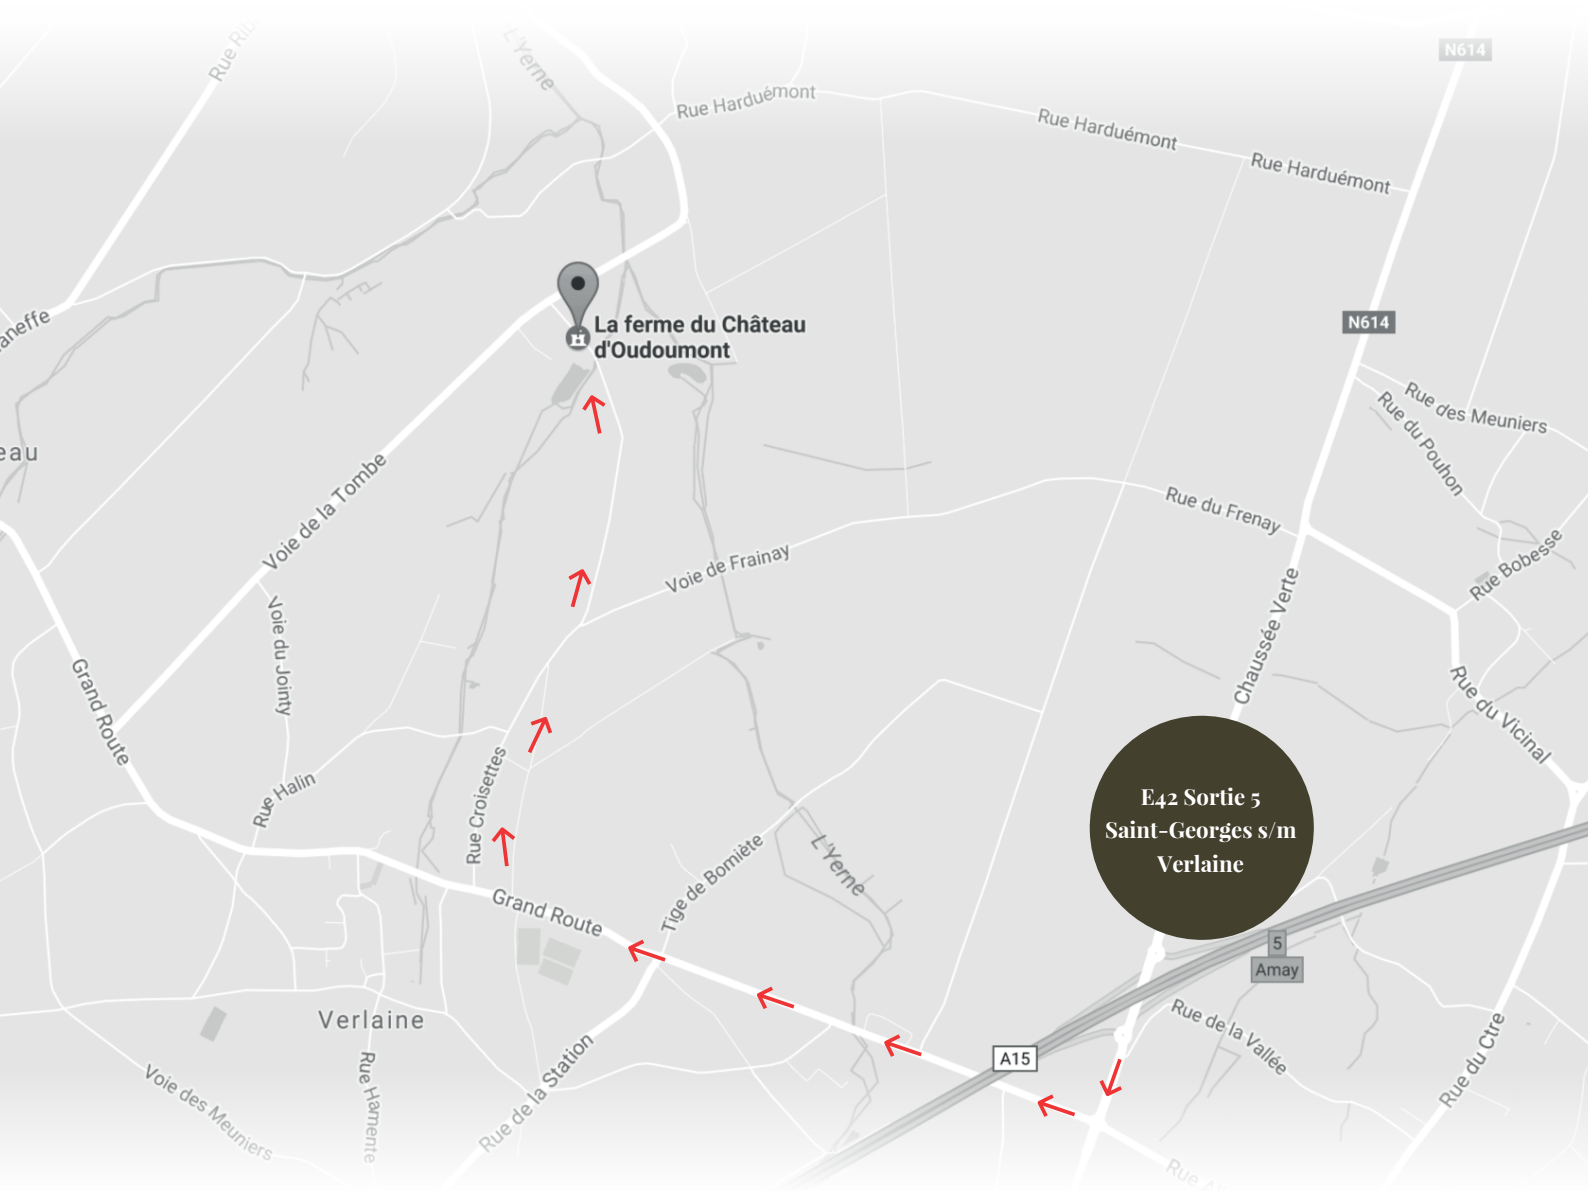 N614
L'Yerne
Rue Harduémont
Rue Harduémont
Rue Harduémont
La ferme du Château
d'Oudoumont
N614
aneffe
Rue des Meuniers
Rue du Pouhon
eau
Voie de la Tombe
Rue du Frenay
Voie de Frainay
Rue Bobesse
Chaussée Verte
Voie du Jointy
Grand Route
Rue du Vicinal
Rue Halin
Rue Croisettes
E42 Sortie 5
Saint-Georges s/m
Verlaine
Tige de Bomiète
L'Yerne
Grand Route
5
Amay
Verlaine
Rue de la Vallée
A15
Rue du Ctre
Rue de la Station
Voie des Meuniers
Rue Hamente
Rue